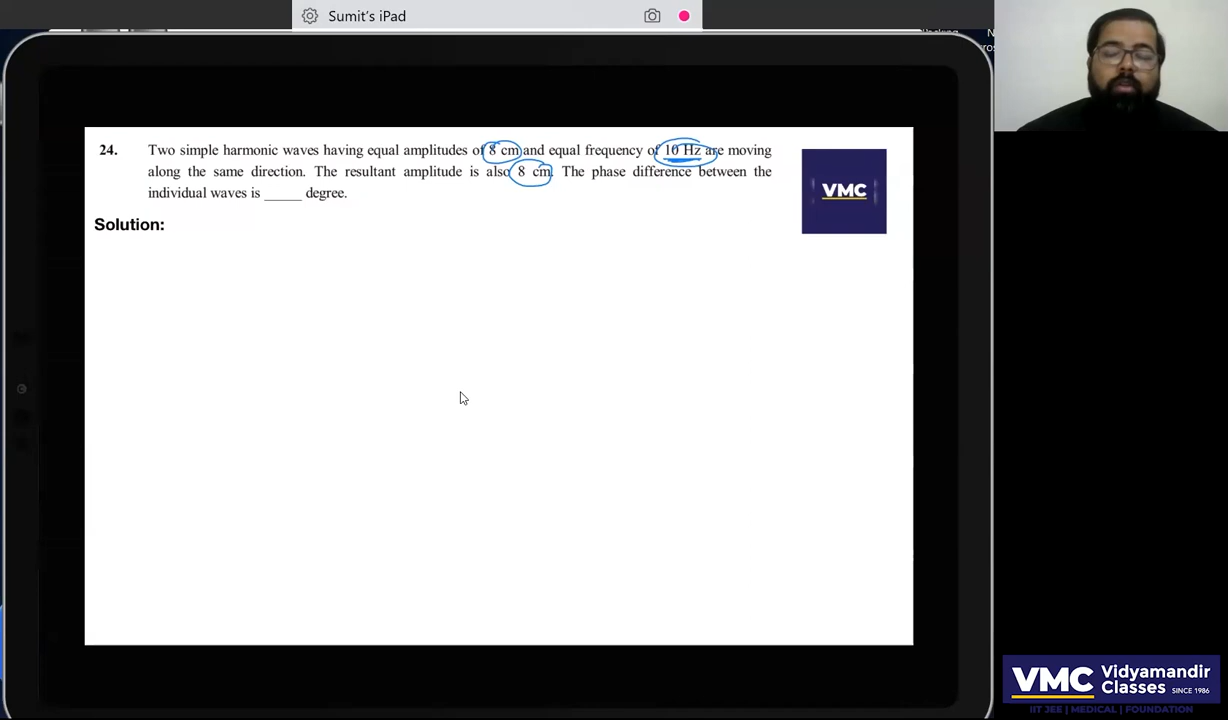 Sumit's iPad
24. Two simple harmonic waves having equal amplitudes of 8 cm and equal frequency of 10 Hz are moving
along the same direction. The resultant amplitude is also 8 cm. The phase difference between the
individual waves is _____ degree.
VMC
Solution:
VMC Vidyamandir
Classes SINCE 1986
IIT JEE | MEDICAL | FOUNDATION